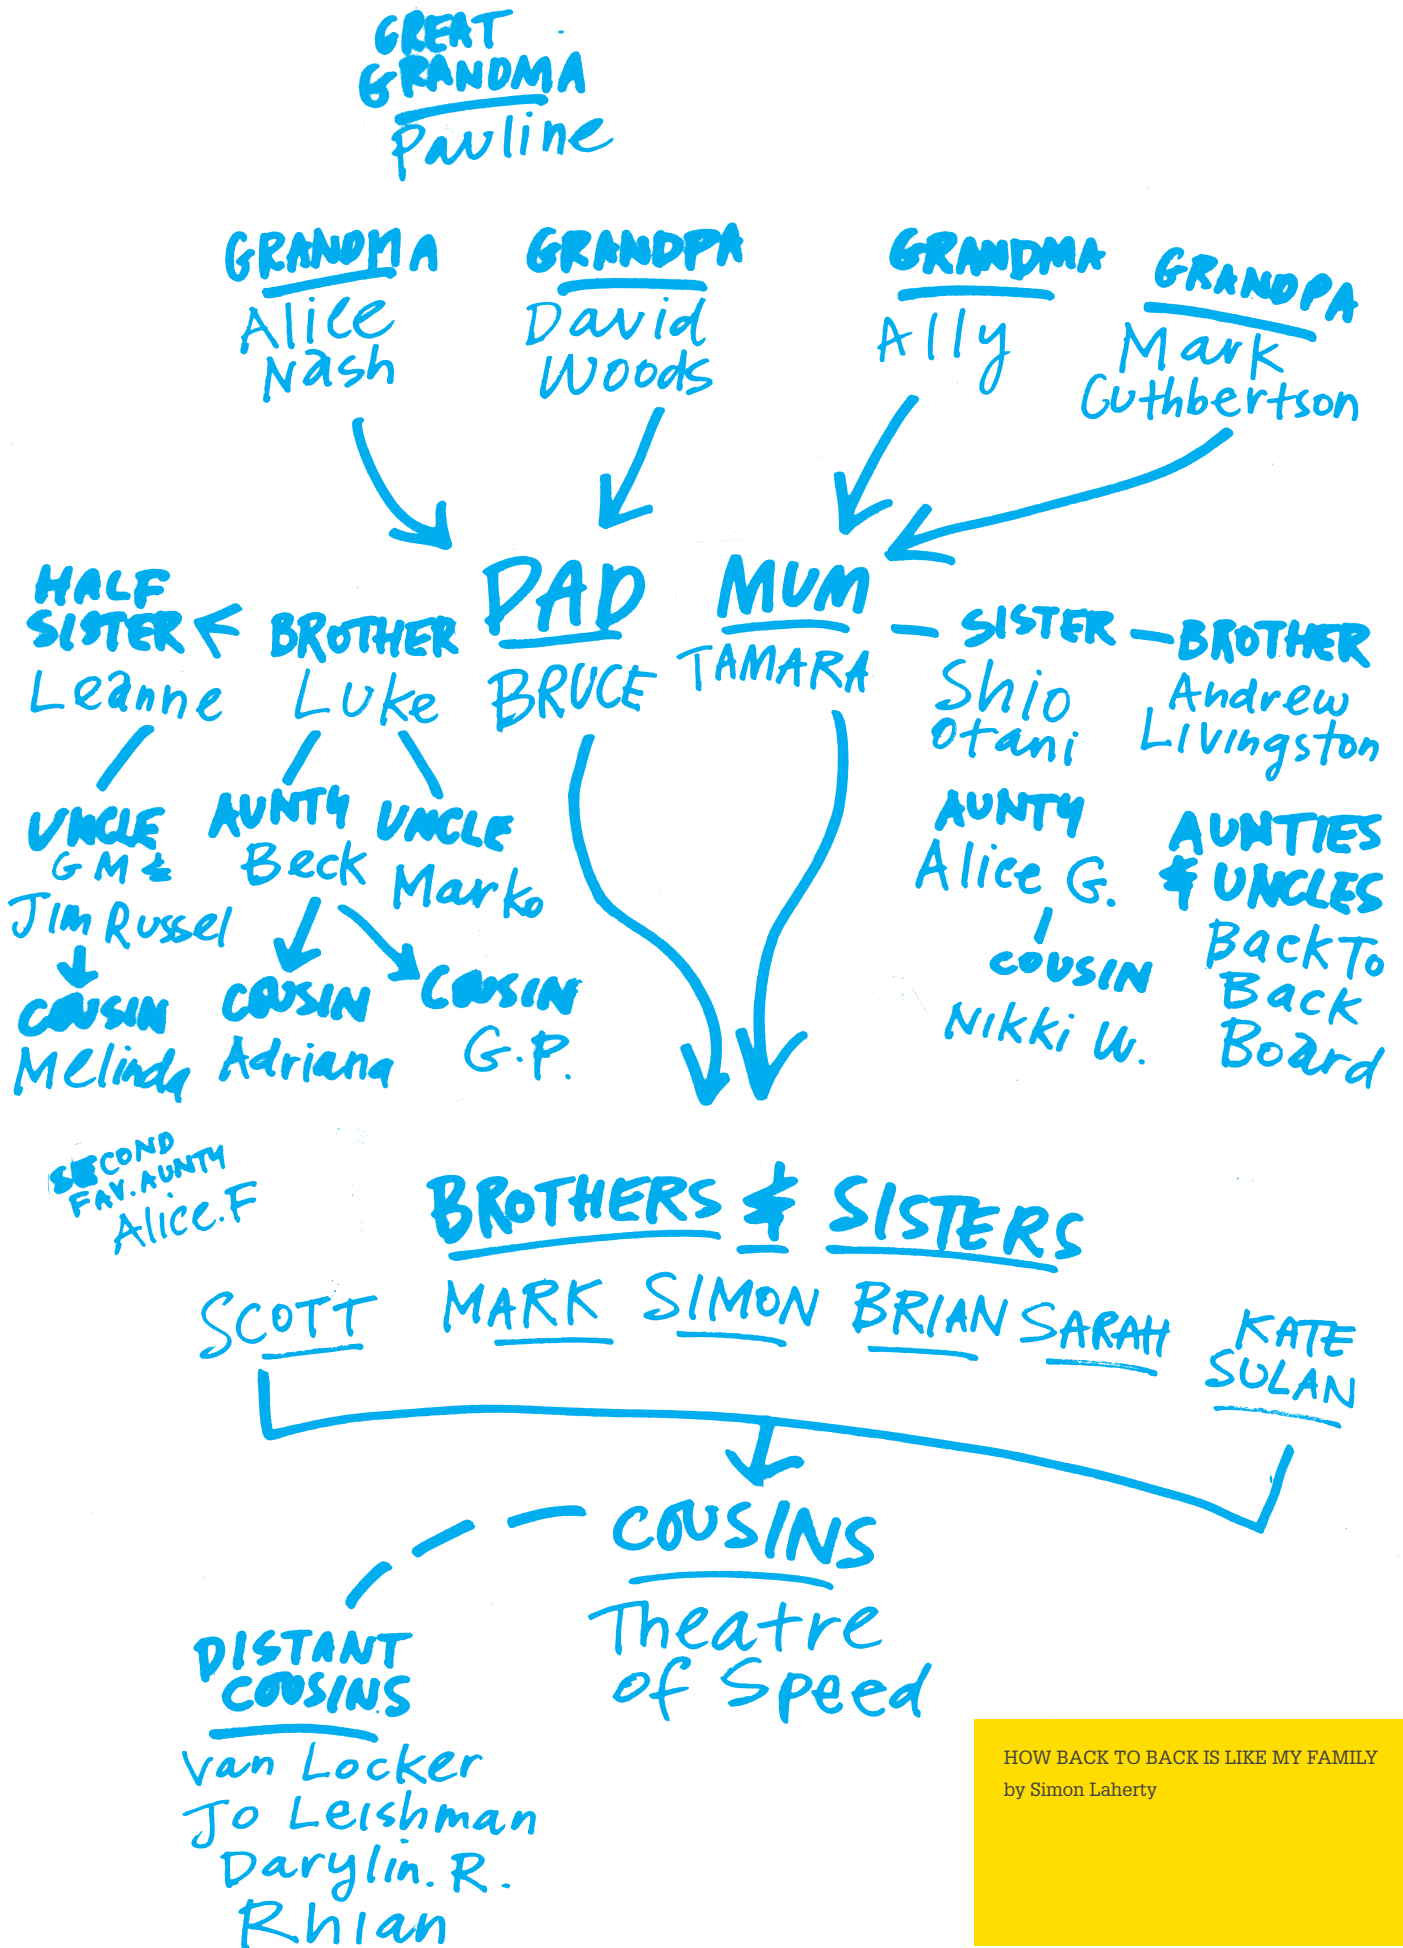 GREAT
GRANDMA
Pauline
GRANDMA
Alice
Nash
GRANDPA
David
Woods
GRANDMA
Ally
GRANDPA
Mark
Cuthbertson
DAD
BRUCE
MUM
TAMARA
HALF
SISTER
Leanne
BROTHER
Luke
SISTER
Shio
Otani
BROTHER
Andrew
Livingston
UNCLE
GM &
Jim Russel
AUNTY
Beck
UNCLE
Marko
AUNTY
Alice G.
AUNTIES
& UNCLES
Back To
Back
Board
COUSIN
Melinda
COUSIN
Adriana
COUSIN
G.P.
COUSIN
Nikki W.
SECOND
FAV. AUNTY
Alice.F
BROTHERS & SISTERS
SCOTT
MARK
SIMON
BRIAN
SARAH
KATE
SULAN
COUSINS
Theatre
of Speed
DISTANT
COUSINS
Van Locker
Jo Leishman
Darylin. R.
Rhian
HOW BACK TO BACK IS LIKE MY FAMILY
by Simon Laherty